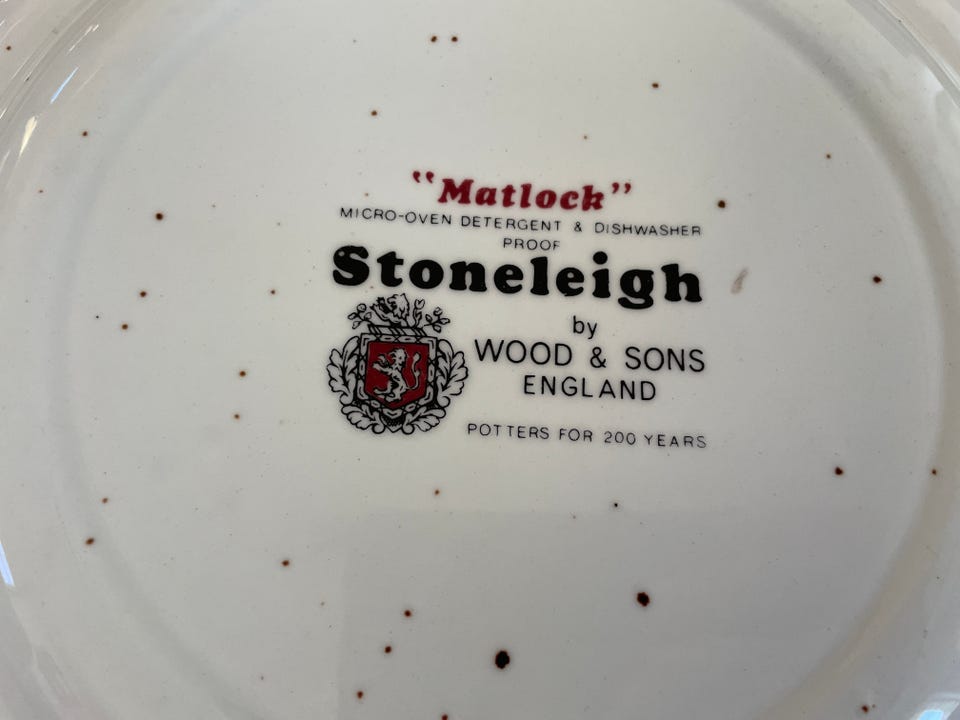 “Matlock”
MICRO-OVEN DETERGENT & DISHWASHER
PROOF
Stoneleigh
by
WOOD & SONS
ENGLAND
POTTERS FOR 200 YEARS